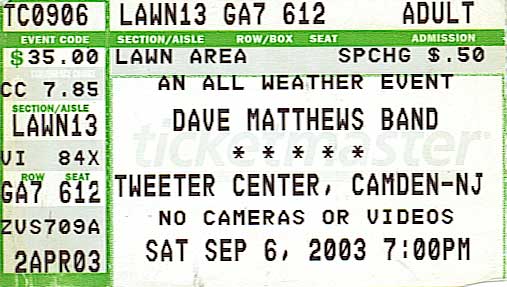 TC0906 LAWN13 GA7 612 ADULT
EVENT CODE SECTION/AISLE ROW/BOX SEAT ADMISSION
$35.00 LAWN AREA SPCHG $.50
CC 7.85 AN ALL WEATHER EVENT
SECTION/AISLE
LAWN13 DAVE MATTHEWS BAND
ticketmaster
VI 84X * * * * *
ROW SEAT
GA7 612 TWEETER CENTER, CAMDEN-NJ
ZVS709A NO CAMERAS OR VIDEOS
2APR03 SAT SEP 6, 2003 7:00PM